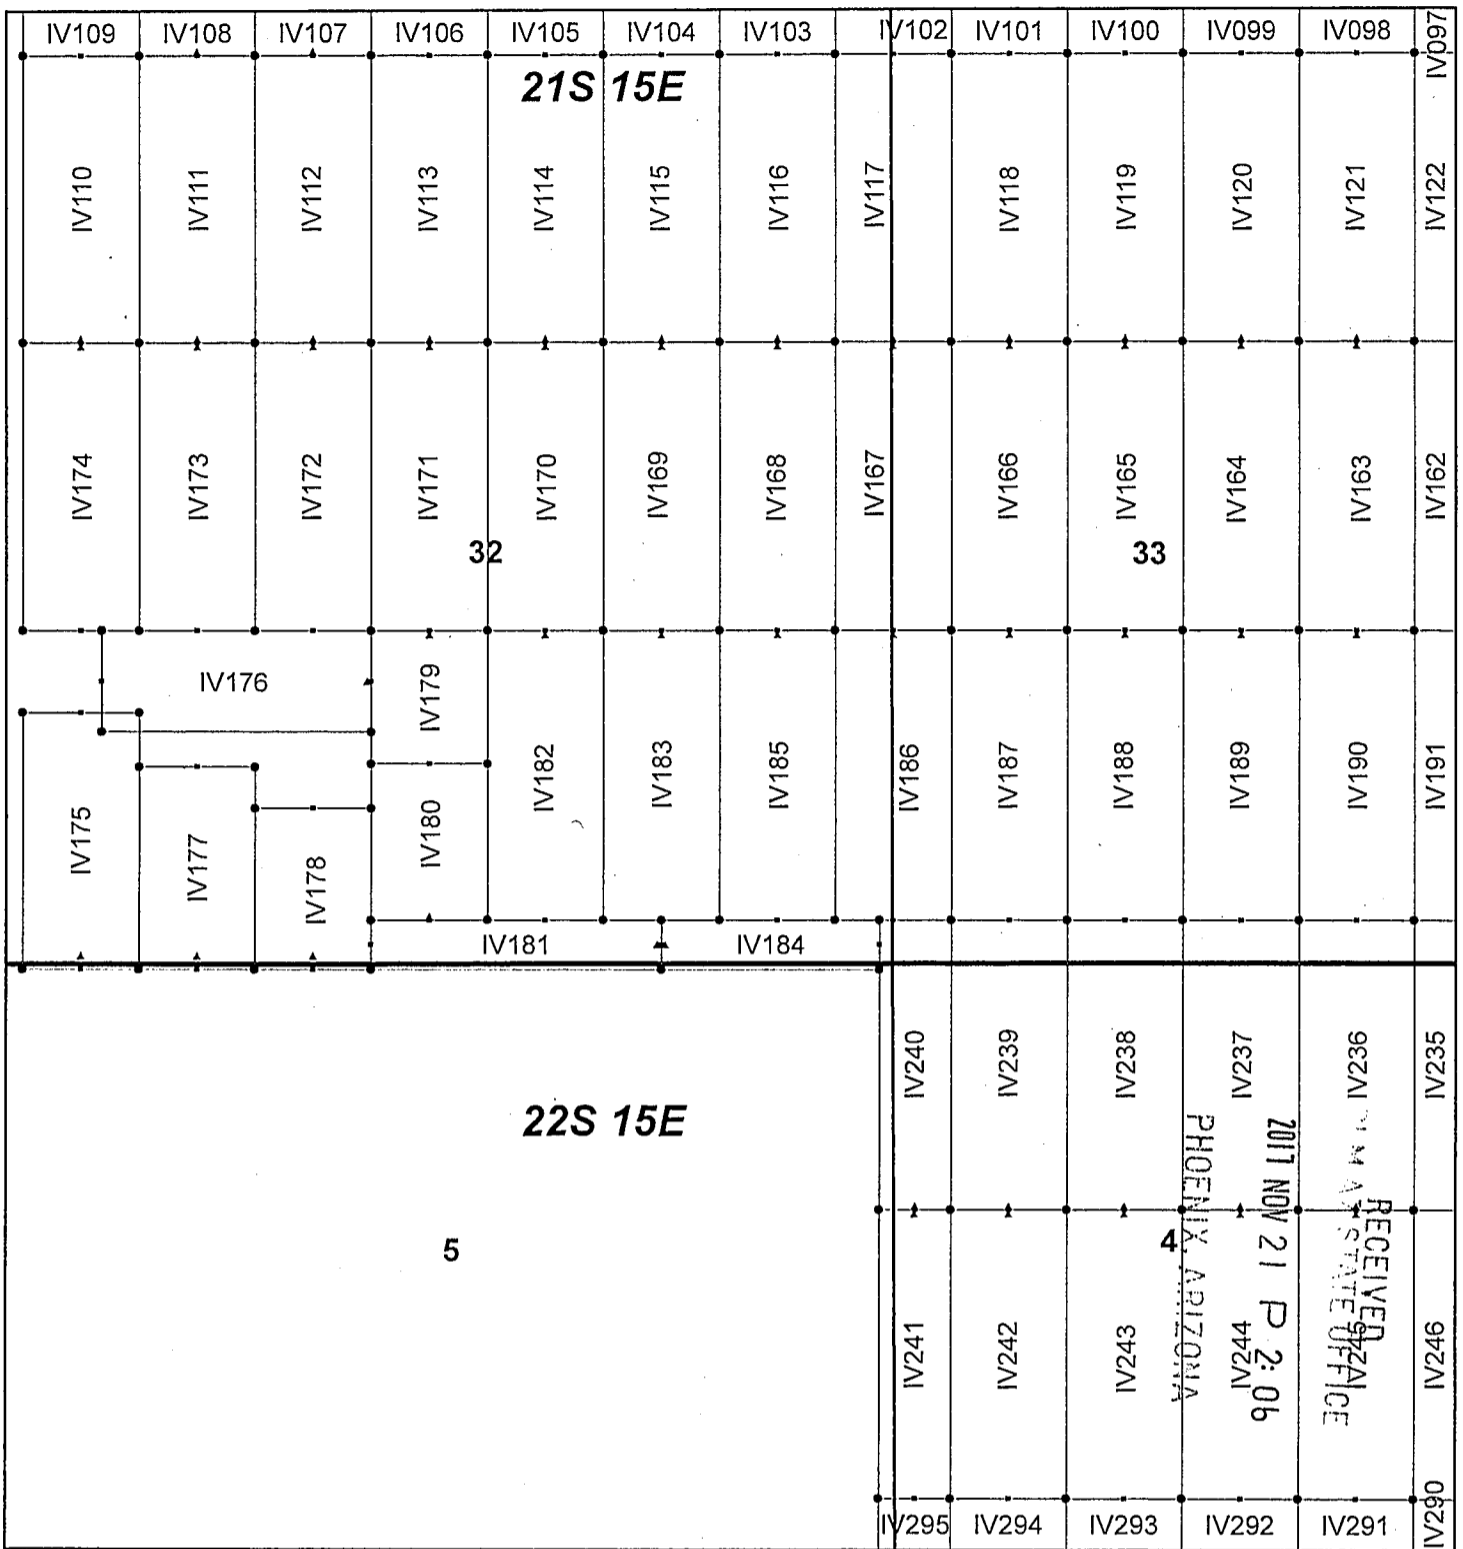 IV109 IV108 IV107 IV106 IV105 IV104 IV103 IV102 IV101 IV100 IV099 IV098 IV097
21S 15E
IV110 IV111 IV112 IV113 IV114 IV115 IV116 IV117 IV118 IV119 IV120 IV121 IV122
IV174 IV173 IV172 IV171 IV170 IV169 IV168 IV167 IV166 IV165 IV164 IV163 IV162
32 33
IV176 IV179
IV175 IV177 IV178 IV180 IV182 IV183 IV185 IV186 IV187 IV188 IV189 IV190 IV191
IV181 IV184
IV240 IV239 IV238 IV237 IV236 IV235
22S 15E
5 4
RECEIVED
STATE OFFICE
2017 NOV 21 P 2:06
PHOENIX, ARIZONA
IV241 IV242 IV243 IV244 IV246
IV295 IV294 IV293 IV292 IV291 IV290